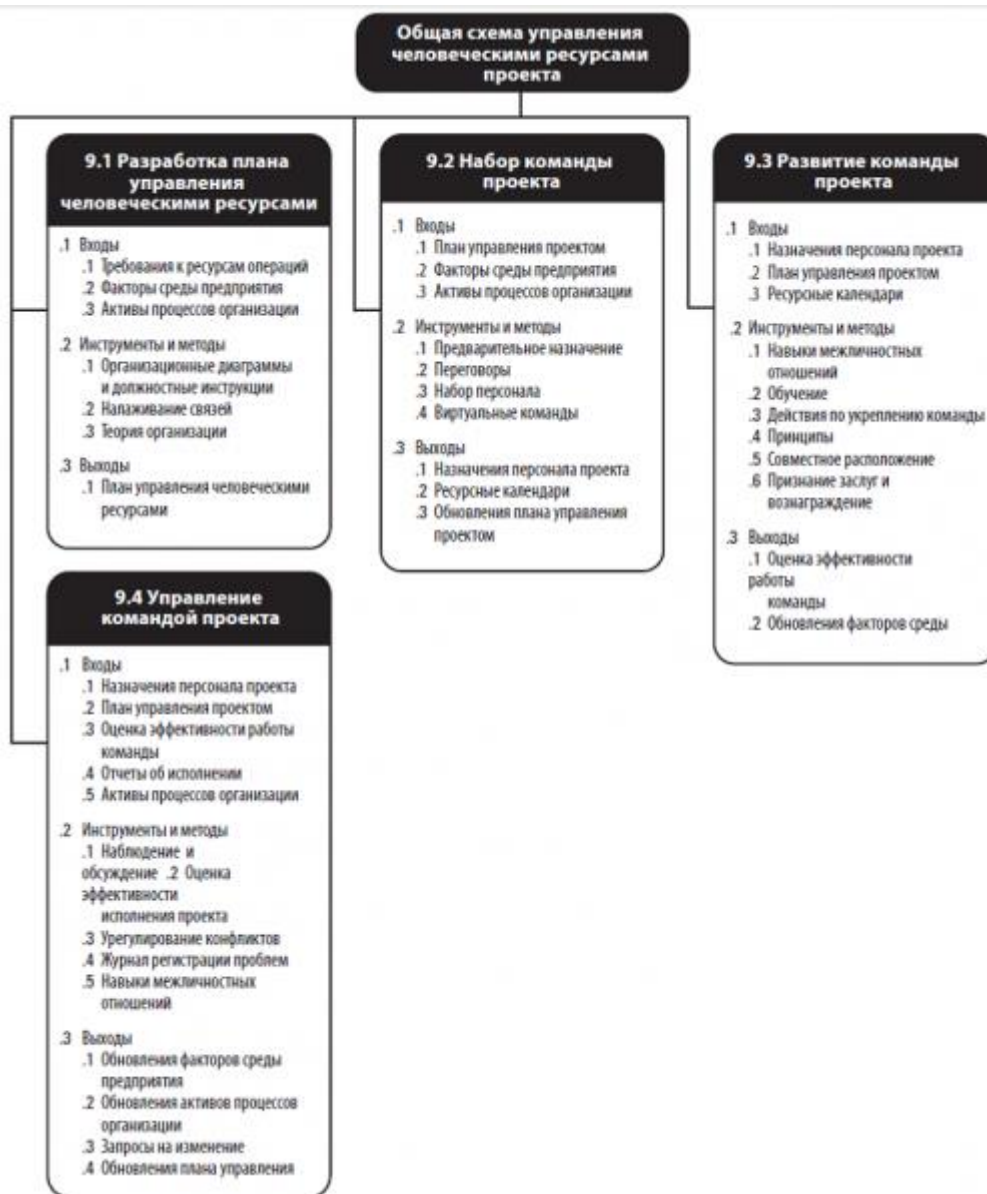 Общая схема управления
человеческими ресурсами
проекта
9.1 Разработка плана
управления
человеческими ресурсами
.1 Входы
.1 Требования к ресурсам операций
.2 Факторы среды предприятия
.3 Активы процессов организации
.2 Инструменты и методы
.1 Организационные диаграммы
и должностные инструкции
.2 Налаживание связей
.3 Теория организации
.3 Выходы
.1 План управления человеческими
ресурсами
9.2 Набор команды
проекта
.1 Входы
.1 План управления проектом
.2 Факторы среды предприятия
.3 Активы процессов организации
.2 Инструменты и методы
.1 Предварительное назначение
.2 Переговоры
.3 Набор персонала
.4 Виртуальные команды
.3 Выходы
.1 Назначения персонала проекта
.2 Ресурсные календари
.3 Обновления плана управления
проектом
9.3 Развитие команды
проекта
.1 Входы
.1 Назначения персонала проекта
.2 План управления проектом
.3 Ресурсные календари
.2 Инструменты и методы
.1 Навыки межличностных
отношений
.2 Обучение
.3 Действия по укреплению команды
.4 Принципы
.5 Совместное расположение
.6 Признание заслуг и
вознаграждение
.3 Выходы
.1 Оценка эффективности
работы
команды
.2 Обновления факторов среды
9.4 Управление
командой проекта
.1 Входы
.1 Назначения персонала проекта
.2 План управления проектом
.3 Оценка эффективности работы
команды
.4 Отчеты об исполнении
.5 Активы процессов организации
.2 Инструменты и методы
.1 Наблюдение и
обсуждение .2 Оценка
эффективности
исполнения проекта
.3 Урегулирование конфликтов
.4 Журнал регистрации проблем
.5 Навыки межличностных
отношений
.3 Выходы
.1 Обновления факторов среды
предприятия
.2 Обновления активов процессов
организации
.3 Запросы на изменение
.4 Обновления плана управления